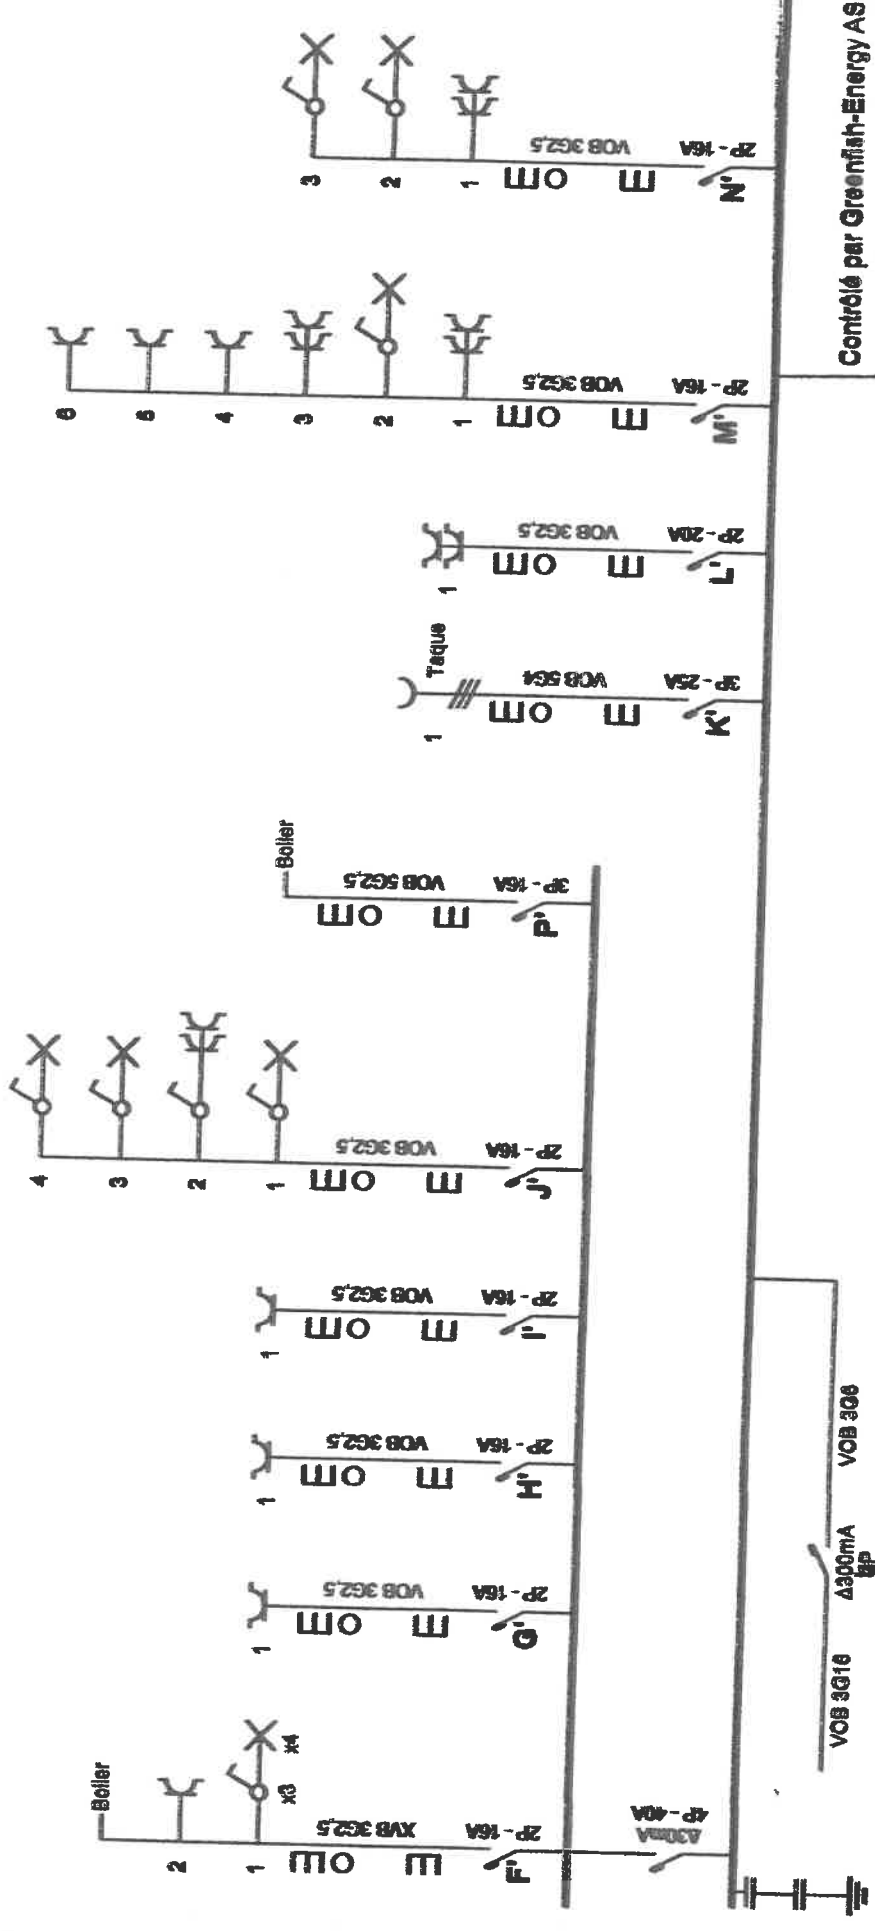 Boiler
2
1
x3
x4
XVB 3G2,5
2P - 16A
F'
Δ30mA
4P - 40A
1
VOB 3G2,5
2P - 16A
G'
1
VOB 3G2,5
2P - 16A
H'
1
VOB 3G2,5
2P - 16A
I'
4
3
2
1
VOB 3G2,5
2P - 16A
J'
Boiler
VOB 5G2,5
3P - 16A
P'
1
Taque
VOB 5G4
3P - 25A
K'
1
VOB 3G2,5
2P - 20A
L'
6
5
4
3
2
1
VOB 3G2,5
2P - 16A
M'
3
2
1
VOB 3G2,5
2P - 16A
N'
VOB 3G16
Δ300mA
VOB 3G6
Contrôlé par Greenfish-Energy AS